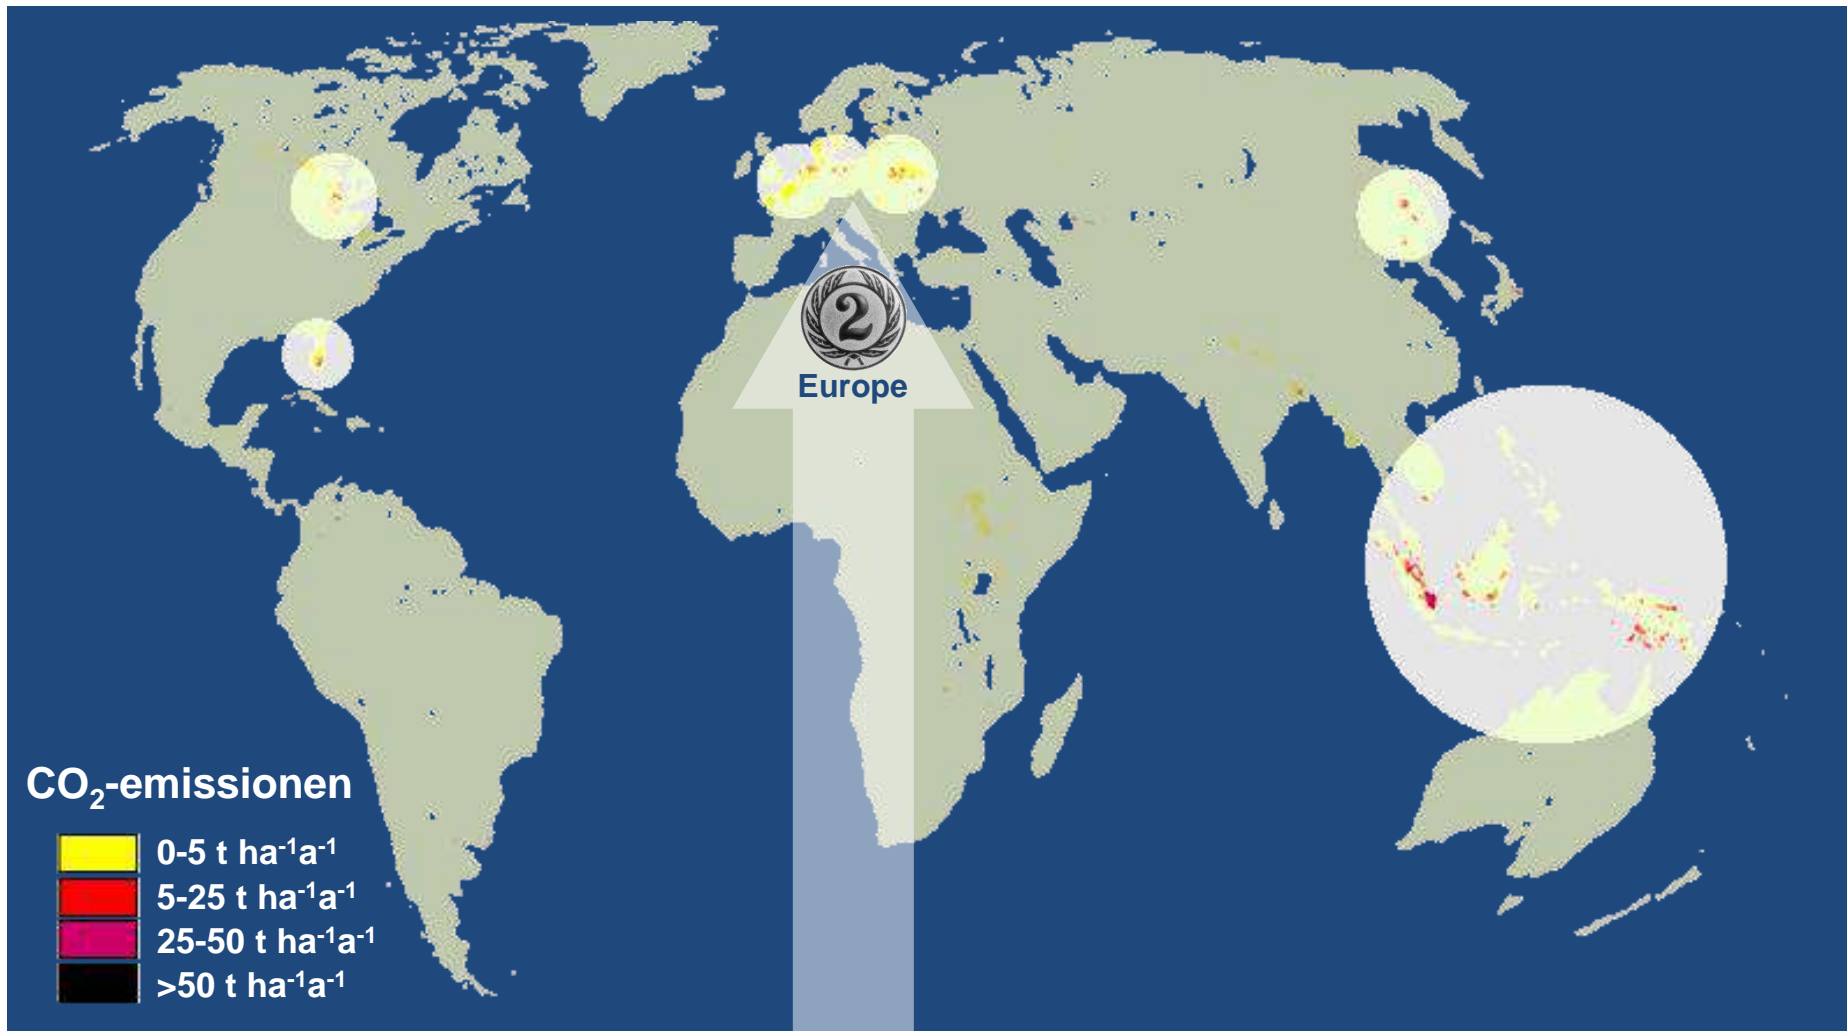 2
Europe
CO₂-emissionen
0-5 t ha⁻¹a⁻¹
5-25 t ha⁻¹a⁻¹
25-50 t ha⁻¹a⁻¹
>50 t ha⁻¹a⁻¹